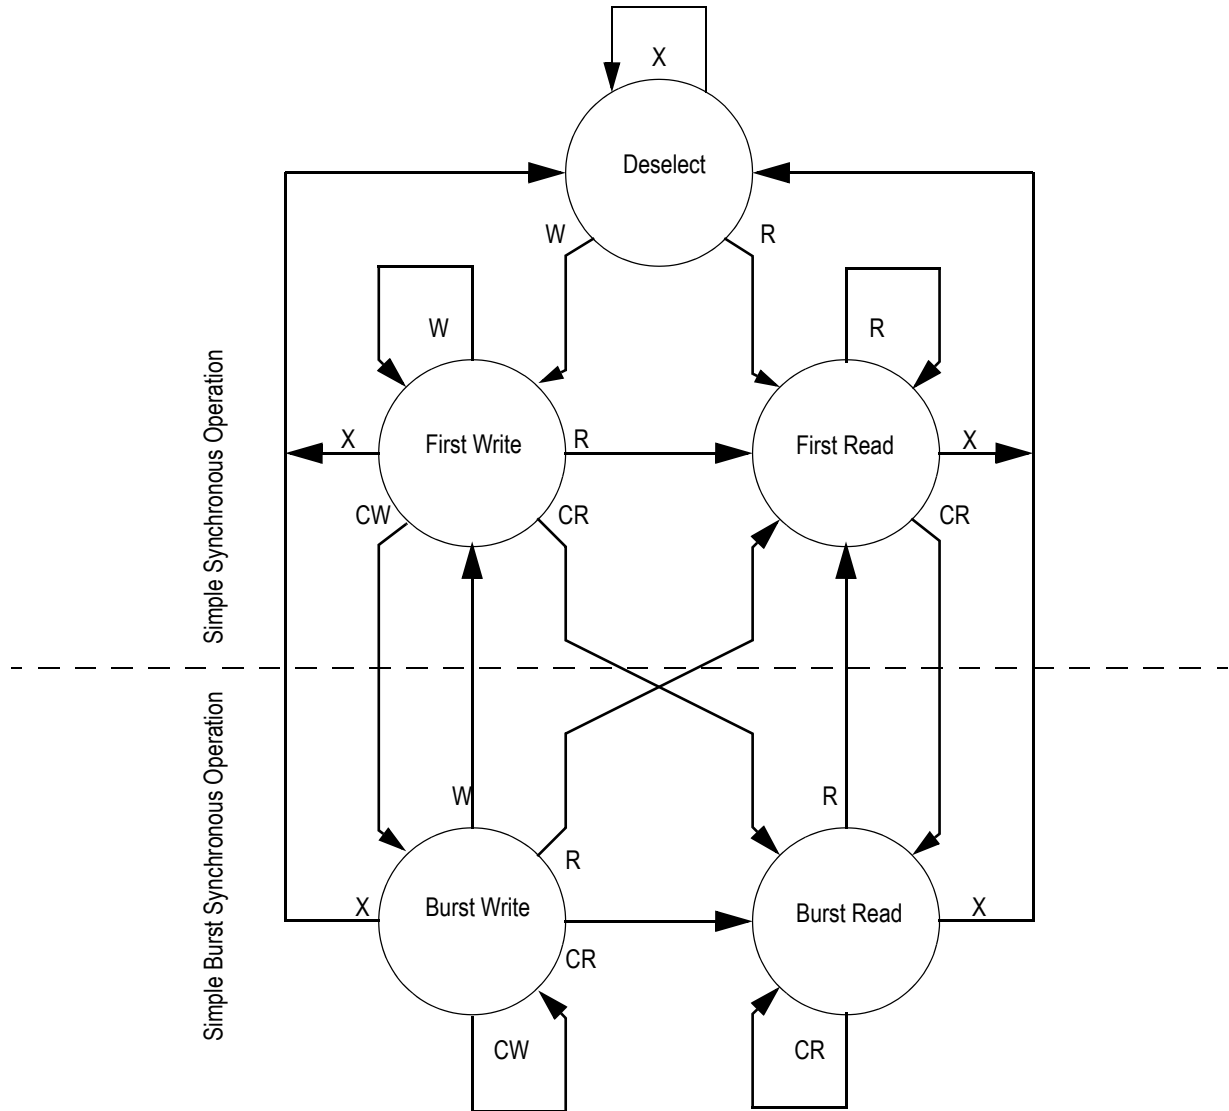 X
Deselect
W
R
W
R
Simple Synchronous Operation
X
First Write
R
First Read
X
CW
CR
CR
Simple Burst Synchronous Operation
W
R
R
X
Burst Write
Burst Read
X
CR
CW
CR